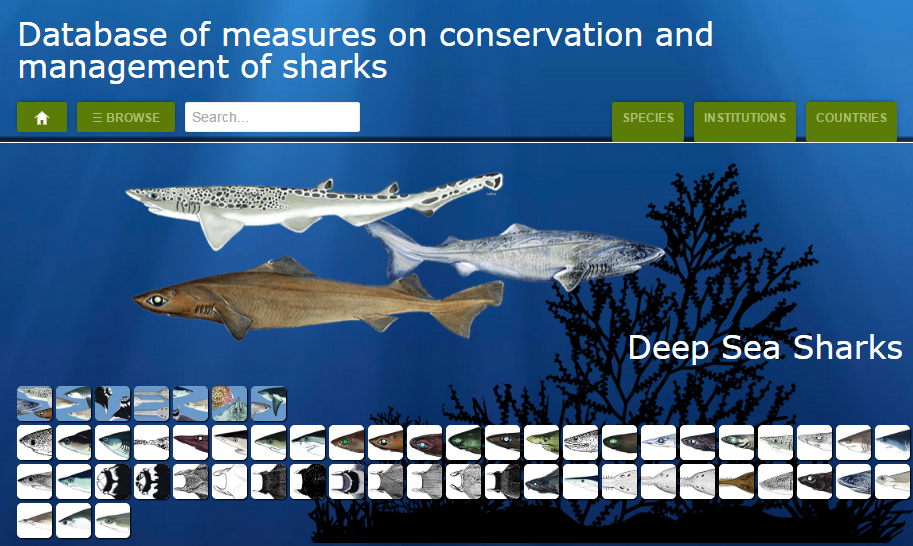 Database of measures on conservation and
management of sharks
☰ BROWSE
Search...
SPECIES
INSTITUTIONS
COUNTRIES
Deep Sea Sharks